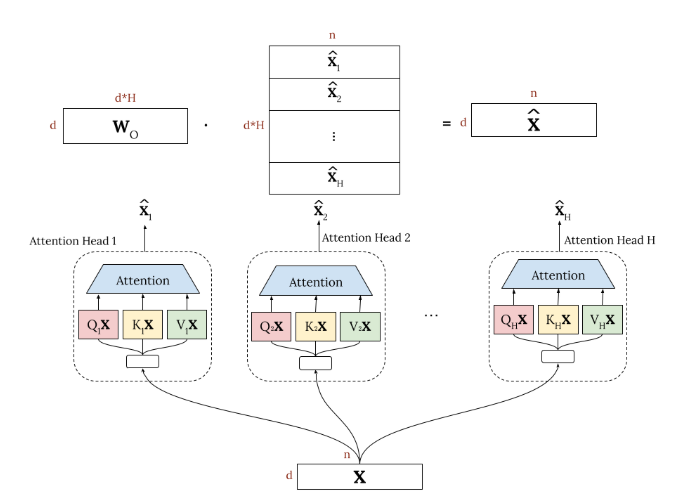 n
X̂₁
d*H
X̂₂
d W_O · d*H ⋮ = d X̂
n
X̂_H
X̂₁ X̂₂ X̂_H
Attention Head 1 Attention Head 2 Attention Head H
Attention Attention Attention
Q₁X K₁X V₁X Q₂X K₂X V₂X ... Q_HX K_HX V_HX
n
d X